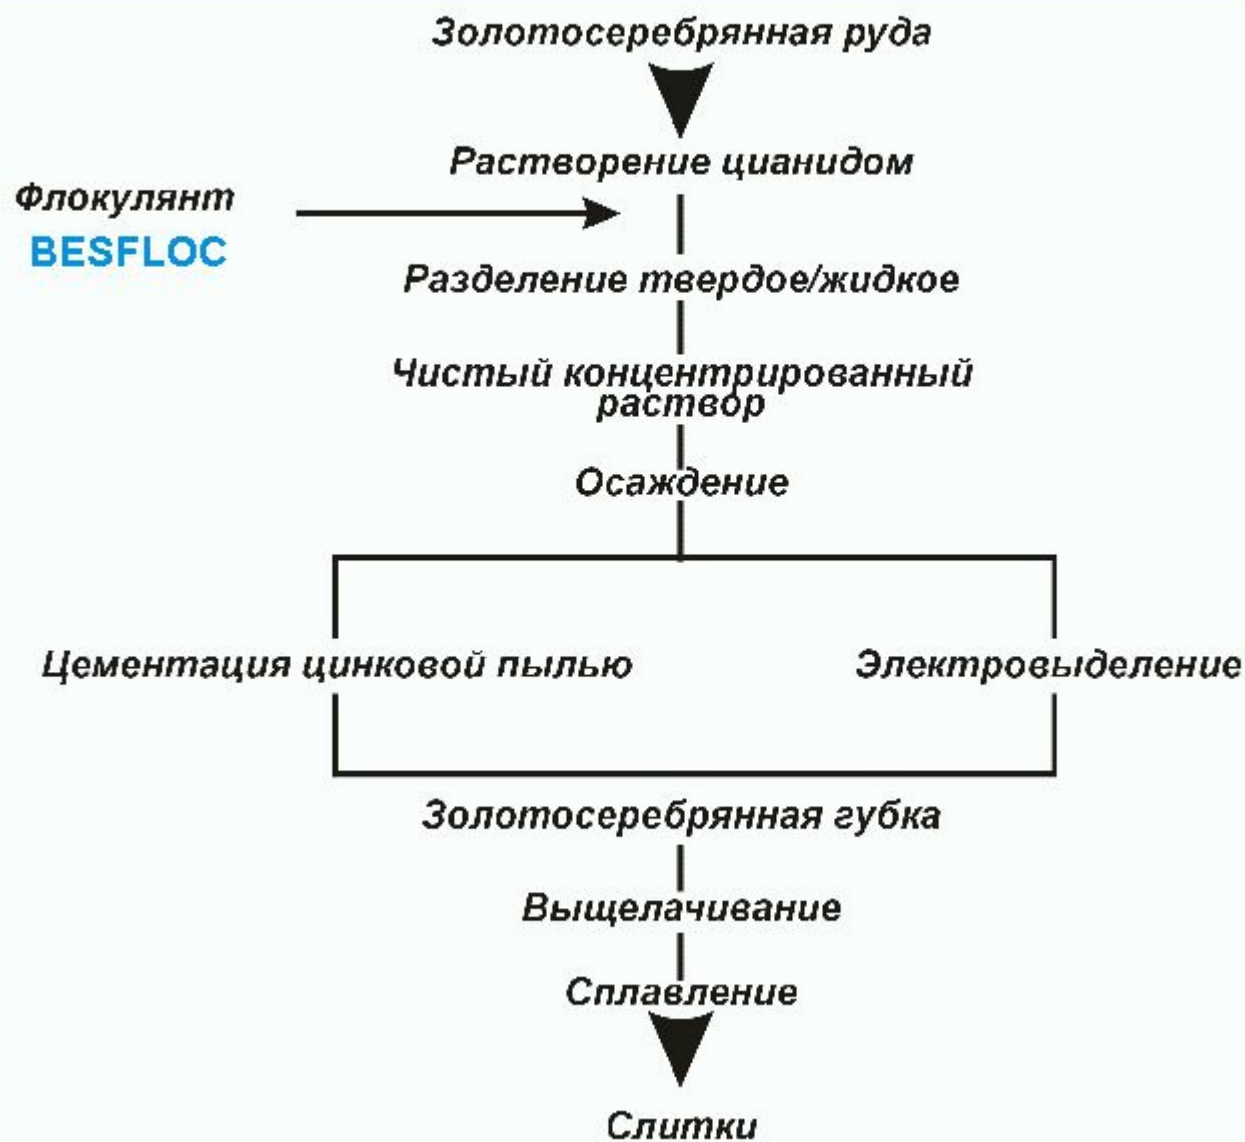 Золотосеребрянная руда
Растворение цианидом
Флокулянт
BESFLOC
Разделение твердое/жидкое
Чистый концентрированный
раствор
Осаждение
Цементация цинковой пылью
Электровыделение
Золотосеребрянная губка
Выщелачивание
Сплавление
Слитки